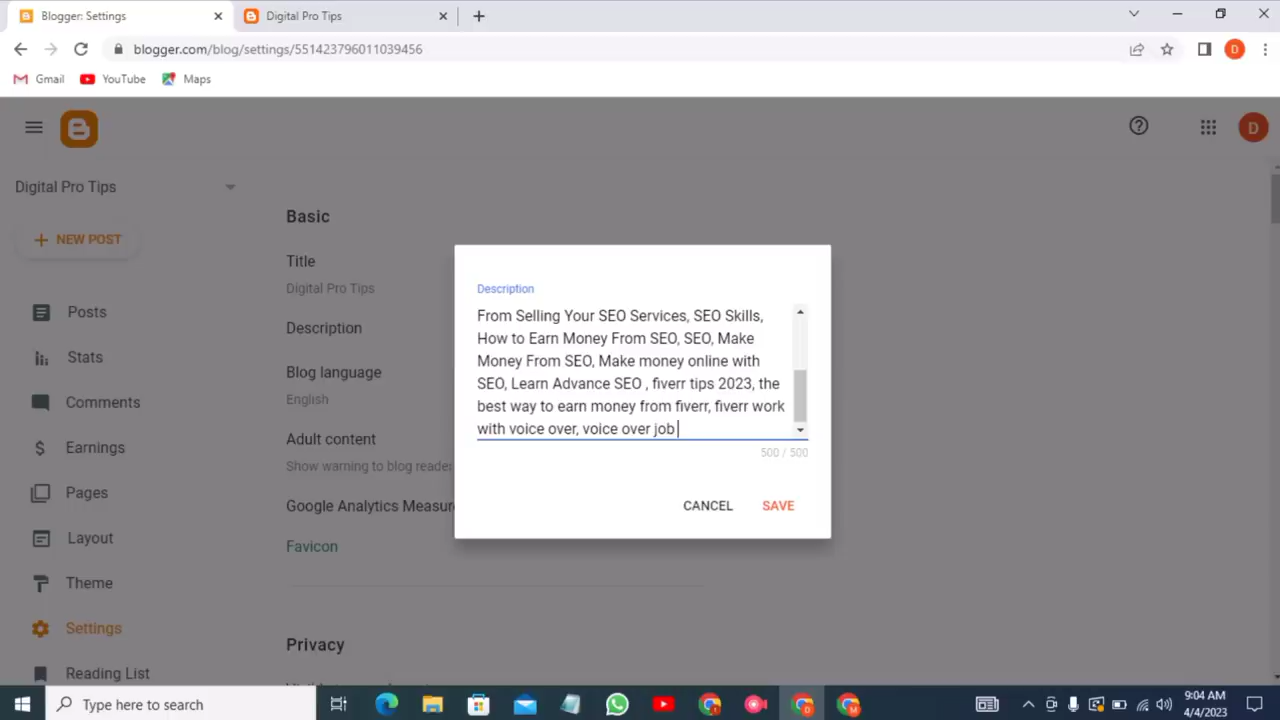 Blogger: Settings
Digital Pro Tips
blogger.com/blog/settings/551423796011039456
D
Gmail
YouTube
Maps
D
Digital Pro Tips
NEW POST
Posts
Stats
Comments
Earnings
Pages
Layout
Theme
Settings
Reading List
Basic
Title
Digital Pro Tips
Description
Blog language
English
Adult content
Show warning to blog reader
Google Analytics Measur
Favicon
Privacy
Description
From Selling Your SEO Services, SEO Skills,
How to Earn Money From SEO, SEO, Make
Money From SEO, Make money online with
SEO, Learn Advance SEO , fiverr tips 2023, the
best way to earn money from fiverr, fiverr work
with voice over, voice over job
500 / 500
CANCEL
SAVE
Type here to search
9:04 AM
4/4/2023